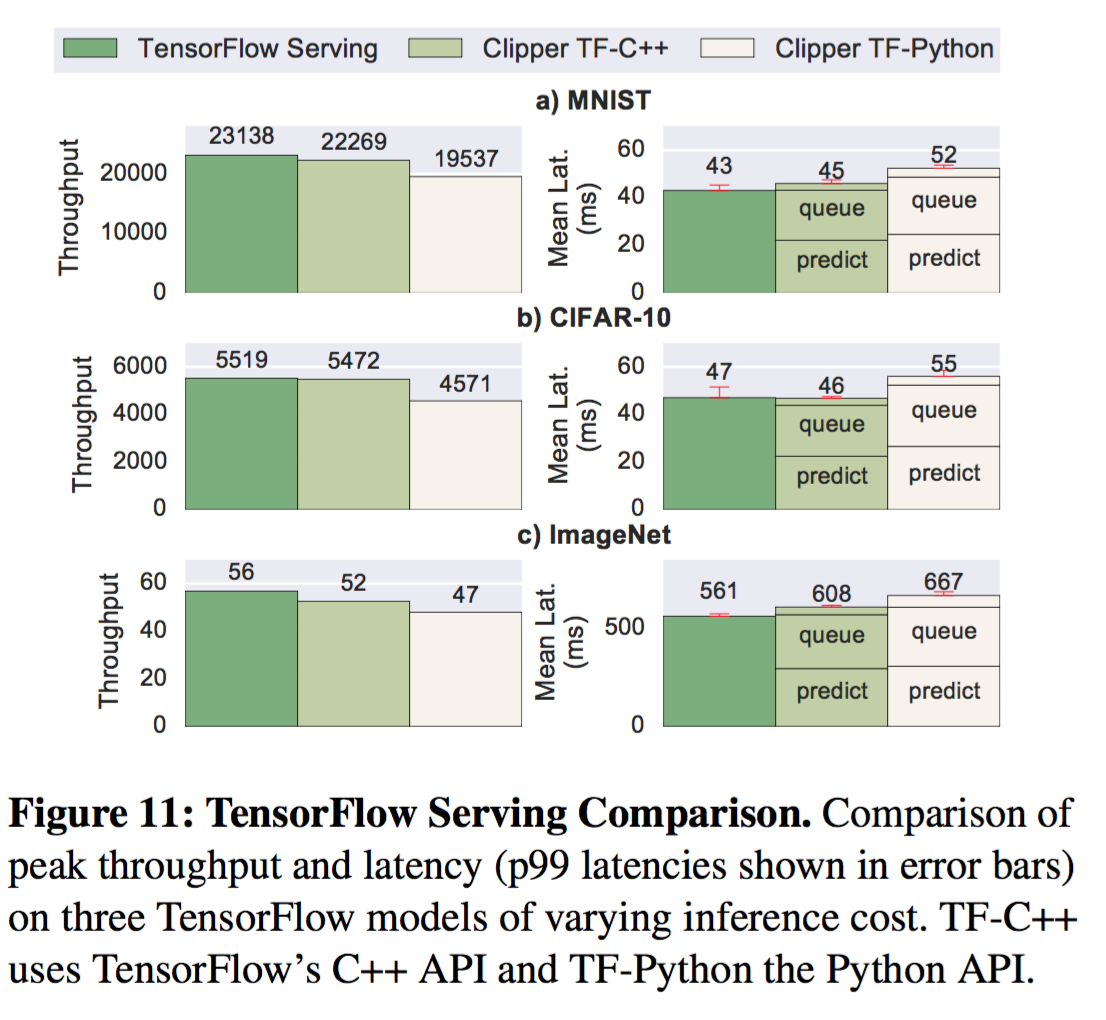 TensorFlow Serving Clipper TF-C++ Clipper TF-Python
a) MNIST
Throughput
20000
10000
0
23138 22269 19537
Mean Lat.
(ms)
60
40
20
0
43 45 52
queue queue
predict predict
b) CIFAR-10
Throughput
6000
4000
2000
0
5519 5472 4571
Mean Lat.
(ms)
60
40
20
0
47 46 55
queue queue
predict predict
c) ImageNet
Throughput
60
40
20
0
56 52 47
Mean Lat.
(ms)
500
0
561 608 667
queue queue
predict predict
Figure 11: TensorFlow Serving Comparison. Comparison of
peak throughput and latency (p99 latencies shown in error bars)
on three TensorFlow models of varying inference cost. TF-C++
uses TensorFlow’s C++ API and TF-Python the Python API.